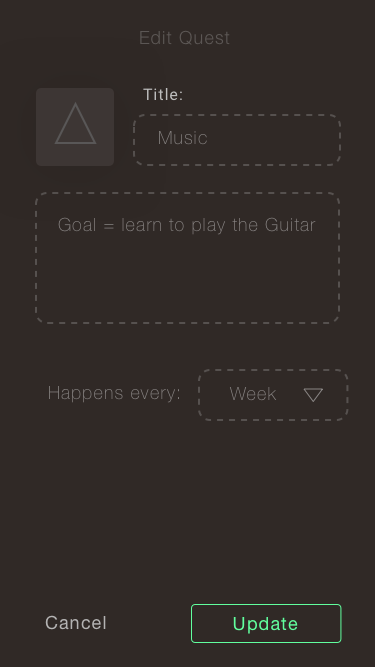 Edit Quest
Title:
Music
Goal = learn to play the Guitar
Happens every:
Week
Cancel
Update